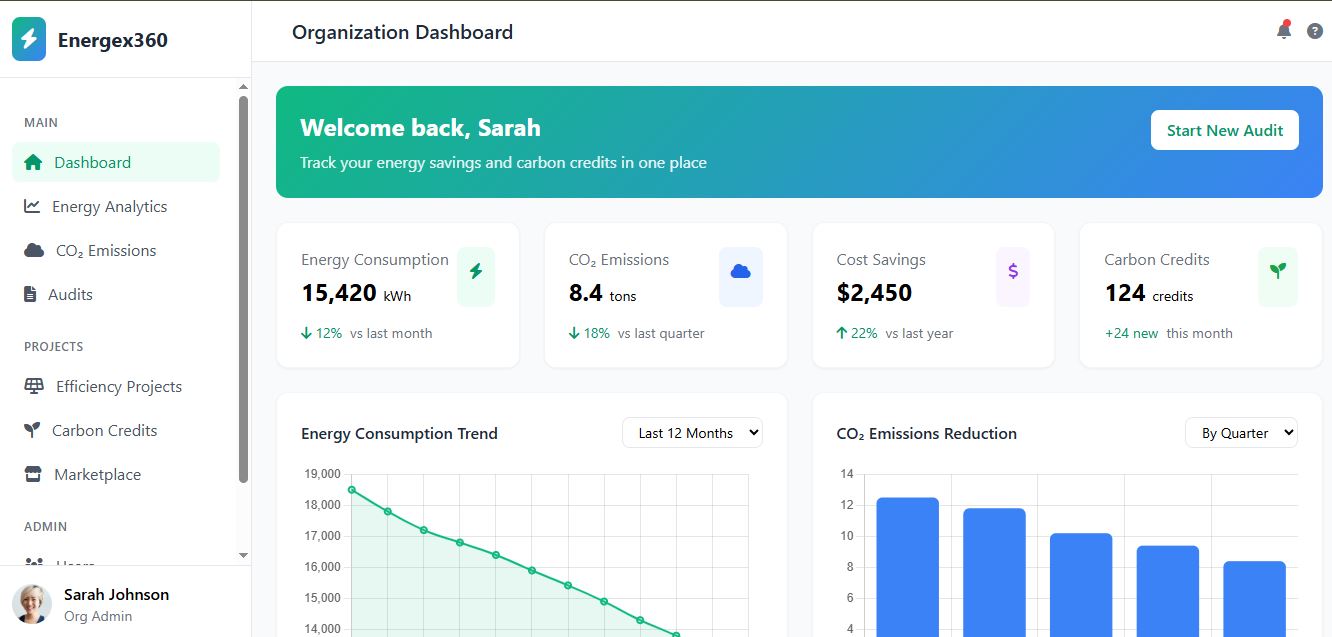 Energex360
MAIN
Dashboard
Energy Analytics
CO₂ Emissions
Audits
PROJECTS
Efficiency Projects
Carbon Credits
Marketplace
ADMIN
Users
Sarah Johnson
Org Admin
Organization Dashboard
?
Welcome back, Sarah
Track your energy savings and carbon credits in one place
Start New Audit
Energy Consumption
15,420 kWh
12% vs last month
CO₂ Emissions
8.4 tons
18% vs last quarter
Cost Savings
$2,450
22% vs last year
$
Carbon Credits
124 credits
+24 new this month
Energy Consumption Trend
Last 12 Months
19,000
18,000
17,000
16,000
15,000
14,000
CO₂ Emissions Reduction
By Quarter
14
12
10
8
6
4